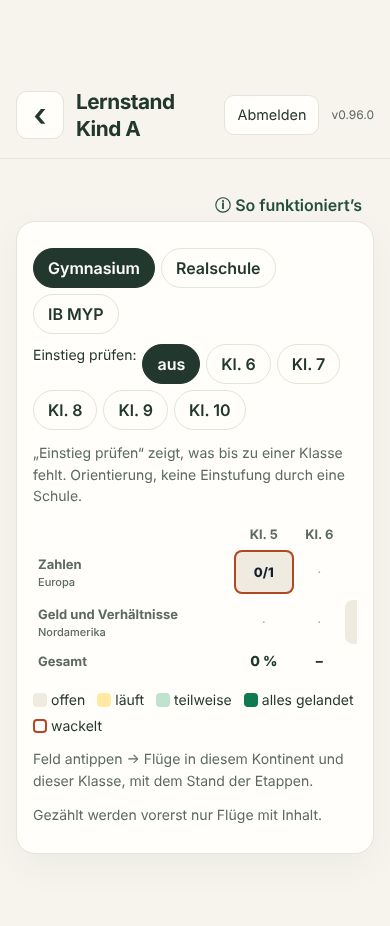 ‹
Lernstand
Kind A
Abmelden
v0.96.0
ⓘ So funktioniert’s
Gymnasium
Realschule
IB MYP
Einstieg prüfen:
aus
Kl. 6
Kl. 7
Kl. 8
Kl. 9
Kl. 10
„Einstieg prüfen“ zeigt, was bis zu einer Klasse
fehlt. Orientierung, keine Einstufung durch eine
Schule.
Kl. 5
Kl. 6
Zahlen
Europa
0/1
·
Geld und Verhältnisse
Nordamerika
·
·
Gesamt
0 %
–
offen
läuft
teilweise
alles gelandet
wackelt
Feld antippen → Flüge in diesem Kontinent und
dieser Klasse, mit dem Stand der Etappen.
Gezählt werden vorerst nur Flüge mit Inhalt.